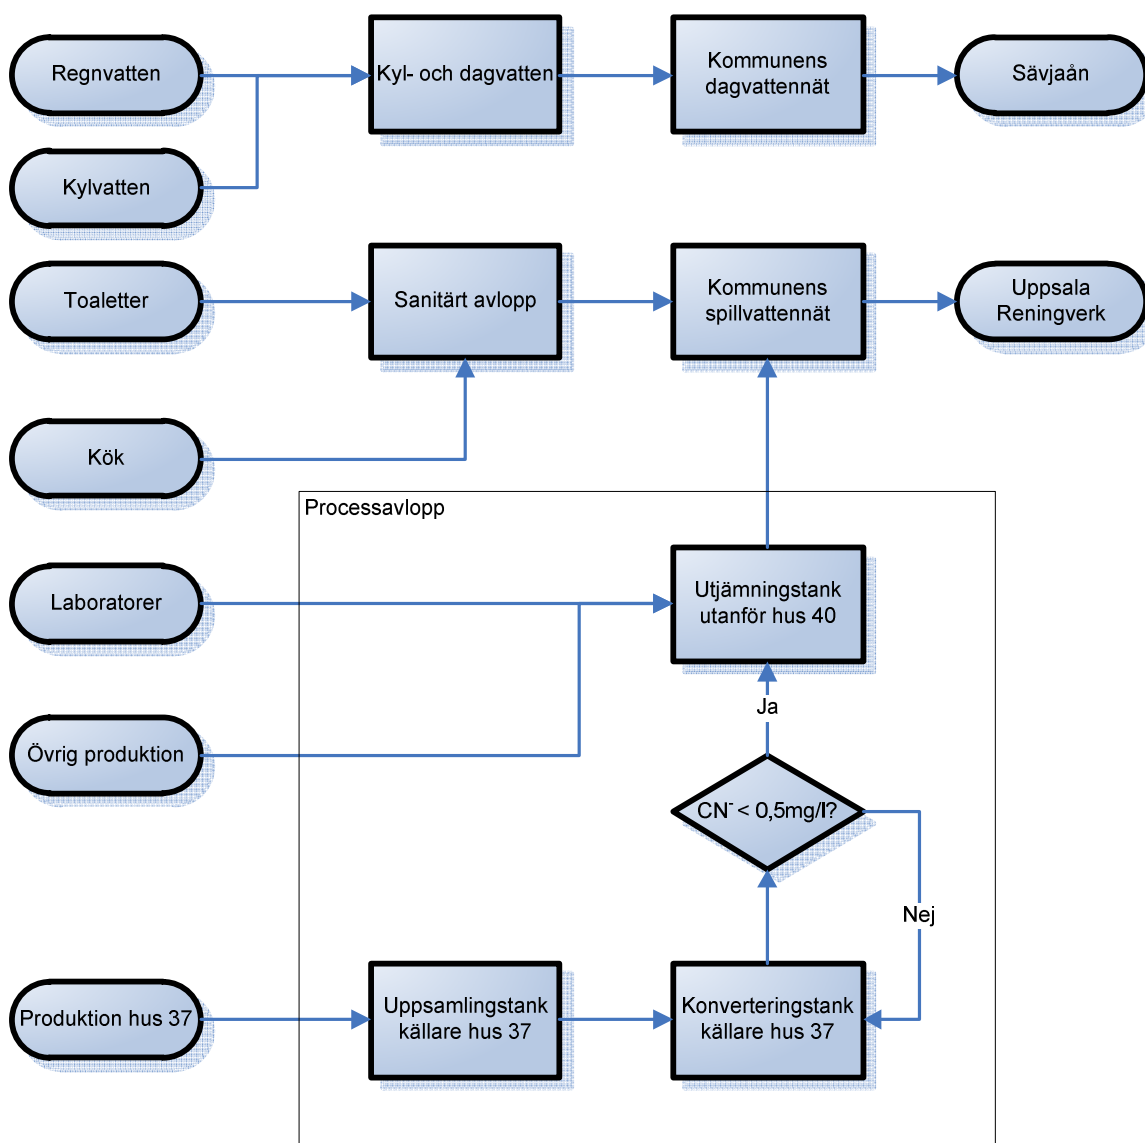 Regnvatten
Kyl- och dagvatten
Kommunens
dagvattennät
Sävjaån
Kylvatten
Toaletter
Sanitärt avlopp
Kommunens
spillvattennät
Uppsala
Reningverk
Kök
Processavlopp
Laboratorer
Utjämningstank
utanför hus 40
Ja
Övrig produktion
CN⁻ < 0,5mg/l?
Nej
Produktion hus 37
Uppsamlingstank
källare hus 37
Konverteringstank
källare hus 37